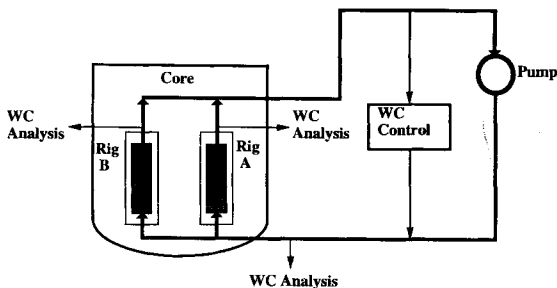 Core
Pump
WC
Analysis
WC
Analysis
WC
Control
Rig
B
Rig
A
WC Analysis